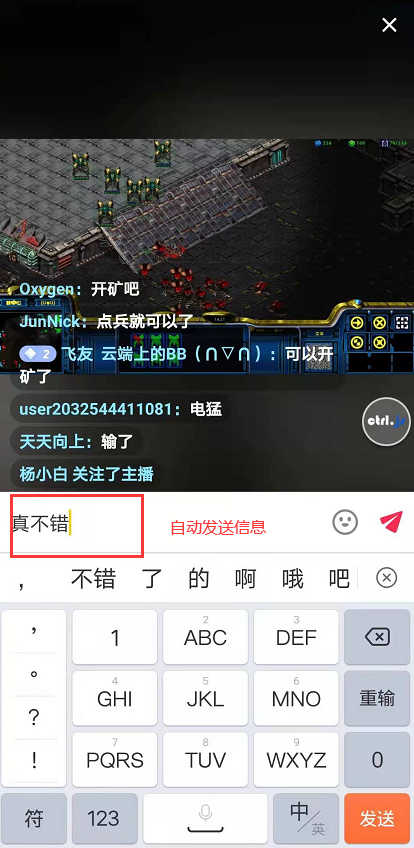 334 749
Oxygen：开矿吧
JunNick：点兵就可以了
2 飞友 云端上的BB（∩▽∩）：可以开
矿了
user2032544411081：电猛
天天向上：输了
杨小白 关注了主播
ctrl.
真不错
自动发送信息
， 不错 了 的 啊 哦 吧
， 1 2 ABC 3 DEF
。 4 GHI 5 JKL 6 MNO 重输
？
！ 7 PQRS 8 TUV 9 WXYZ 0
符 123 中/英 发送